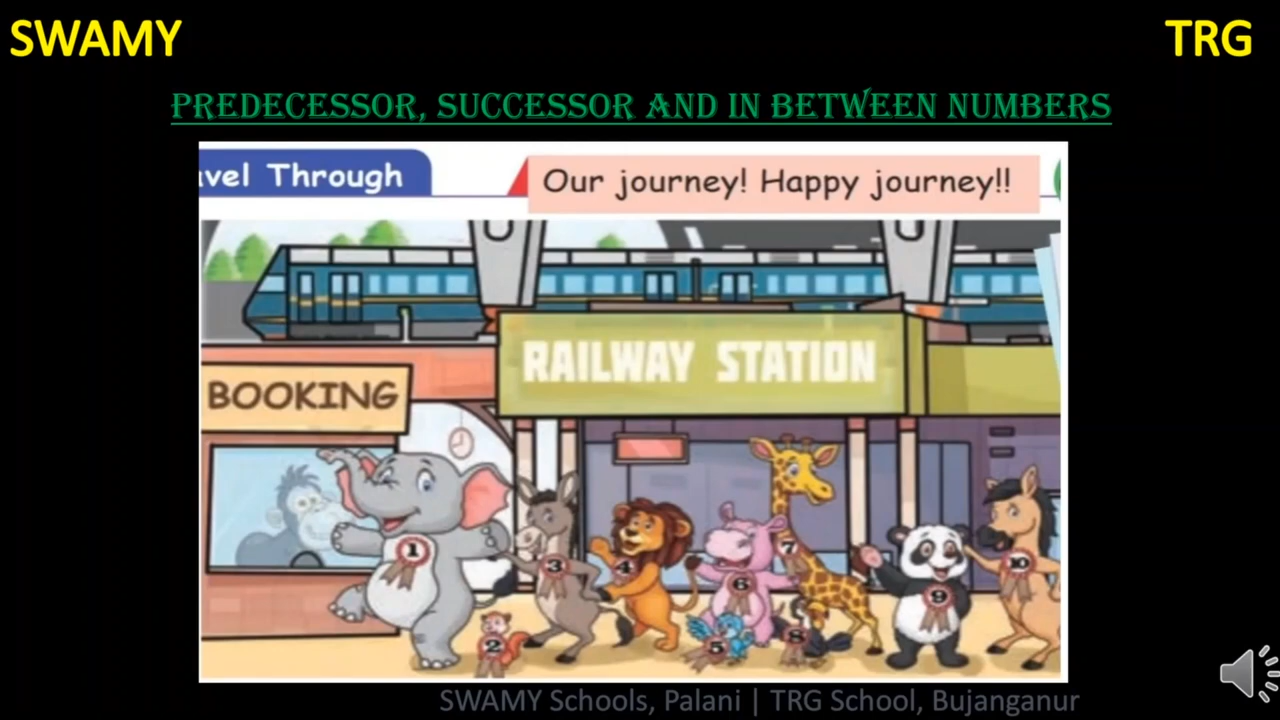 SWAMY
TRG
PREDECESSOR, SUCCESSOR AND IN BETWEEN NUMBERS
avel Through
Our journey! Happy journey!!
RAILWAY STATION
BOOKING
1
2
3
4
5
6
7
8
9
10
SWAMY Schools, Palani | TRG School, Bujanganur